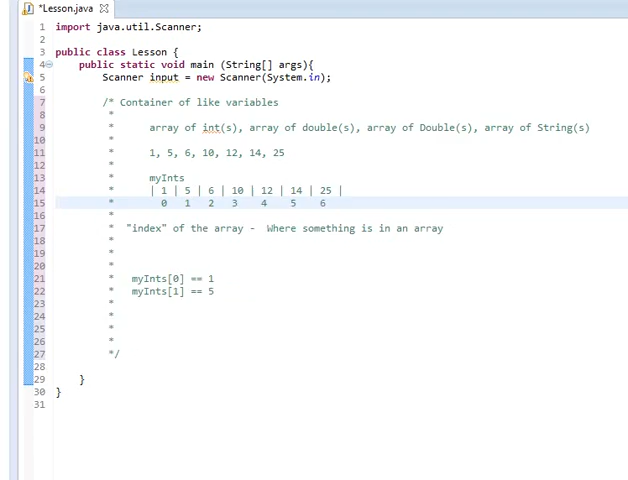 *Lesson.java
1 import java.util.Scanner;
2
3 public class Lesson {
4 public static void main (String[] args){
5 Scanner input = new Scanner(System.in);
6
7 /* Container of like variables
8 *
9 * array of int(s), array of double(s), array of Double(s), array of String(s)
10 *
11 * 1, 5, 6, 10, 12, 14, 25
12 *
13 * myInts
14 * | 1 | 5 | 6 | 10 | 12 | 14 | 25 |
15 * 0 1 2 3 4 5 6
16 *
17 * "index" of the array - Where something is in an array
18 *
19 *
20 *
21 * myInts[0] == 1
22 * myInts[1] == 5
23 *
24 *
25 *
26 *
27 */
28
29 }
30 }
31